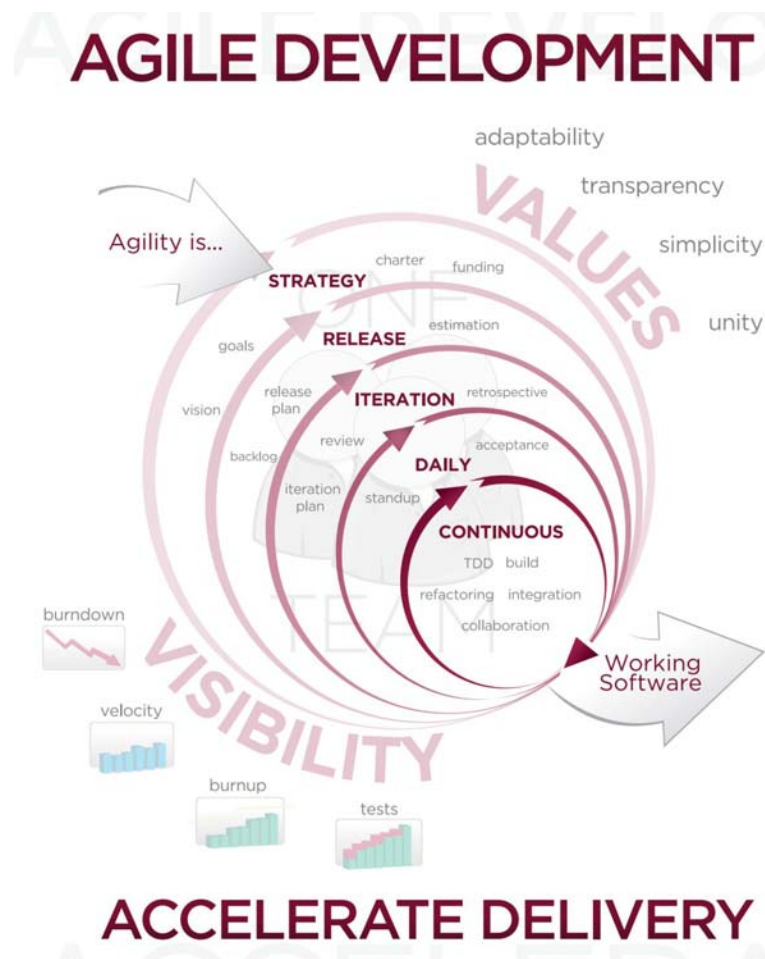 AGILE DEVELOPMENT
adaptability
transparency
simplicity
unity
VALUES
Agility is...
STRATEGY
charter
funding
goals
vision
RELEASE
estimation
release
plan
backlog
ITERATION
retrospective
review
iteration
plan
DAILY
acceptance
standup
CONTINUOUS
TDD build
refactoring integration
collaboration
ONE
TEAM
Working
Software
VISIBILITY
burndown
velocity
burnup
tests
ACCELERATE DELIVERY